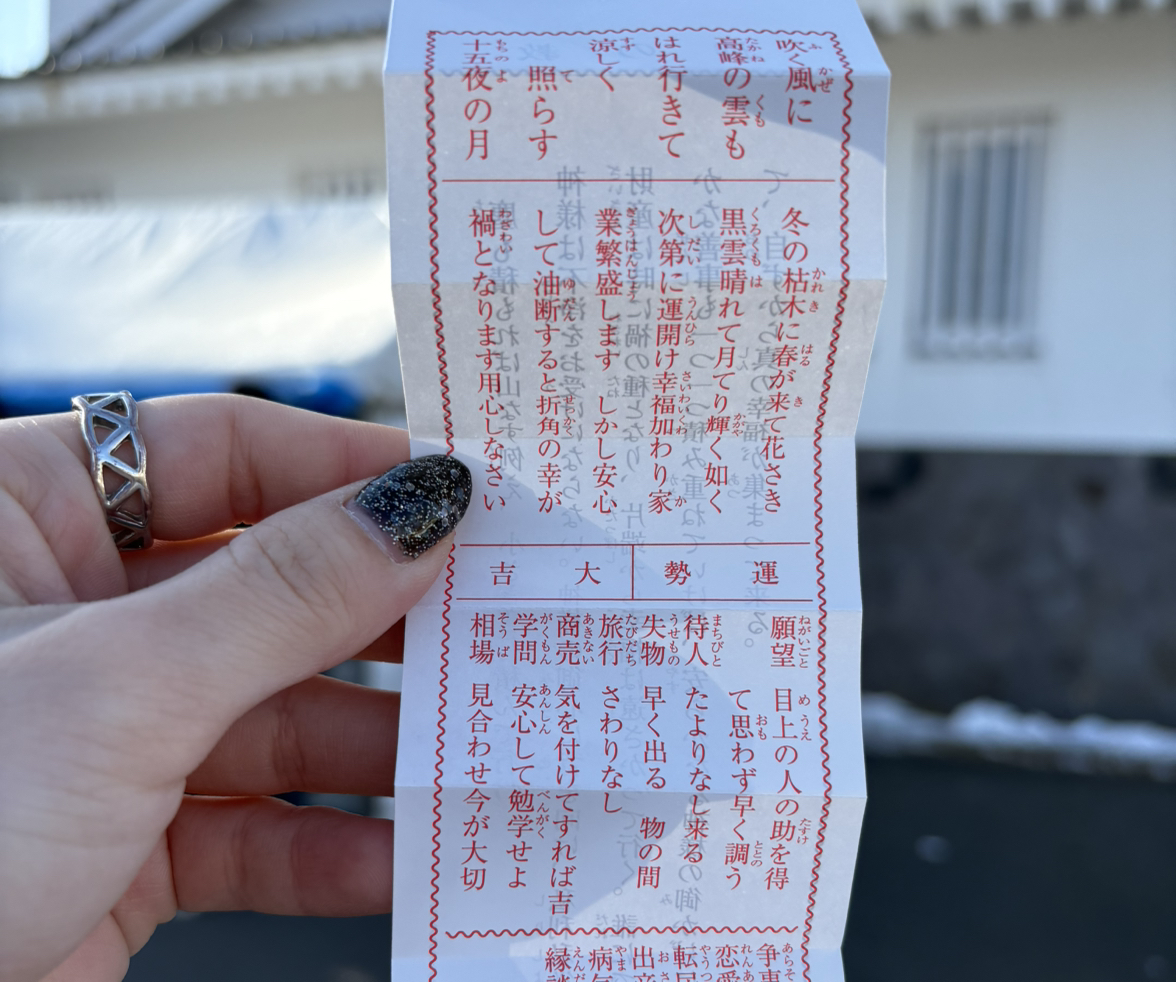 吹く風に
高峰の雲も
はれ行きて
涼しく
照らす
十五夜の月
冬の枯木に春が来て花さき
黒雲晴れて月てり輝く如く
次第に運開け幸福加わり家
業繁盛します しかし安心
して油断すると折角の幸が
禍となります用心しなさい
運勢 大吉
願望 目上の人の助を得
て思わず早く調う
待人 たよりなし来る
失物 早く出る 物の間
旅行 さわりなし
商売 気を付けてすれば吉
学問 安心して勉学せよ
相場 見合わせ今が大切
争事
恋愛